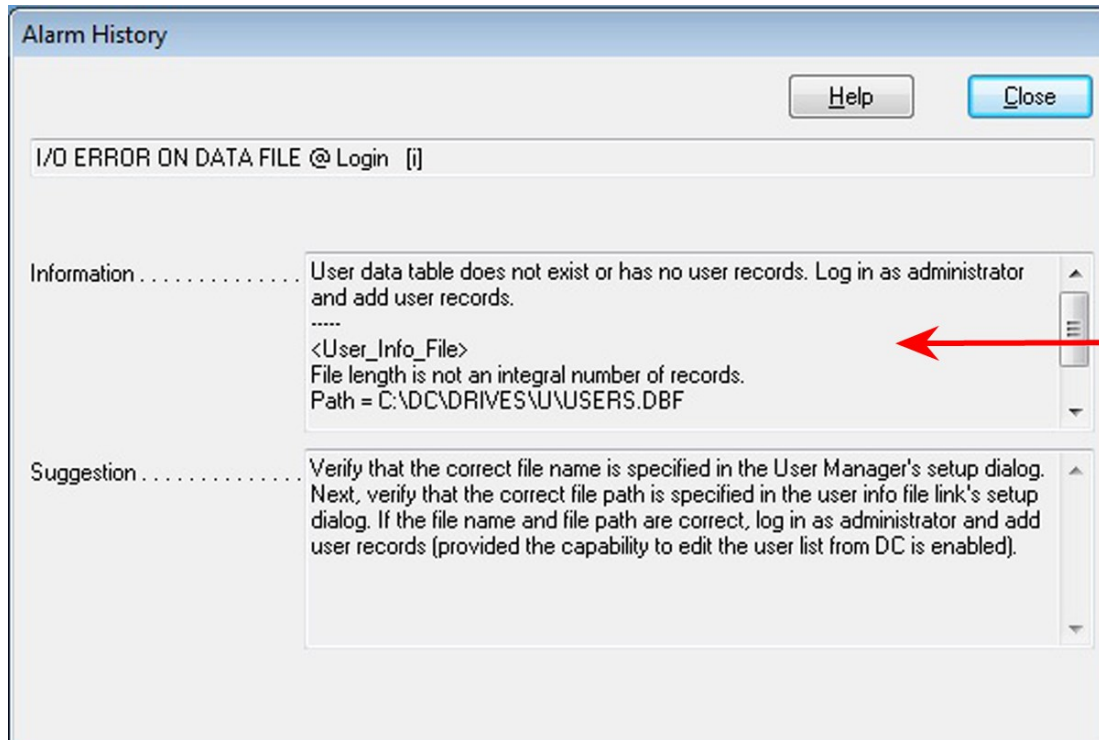 Alarm History
Help
Close
I/O ERROR ON DATA FILE @ Login [i]
Information . . . . . . . . . . . . . .
User data table does not exist or has no user records. Log in as administrator
and add user records.
-----
<User_Info_File>
File length is not an integral number of records.
Path = C:\DC\DRIVES\U\USERS.DBF
Suggestion . . . . . . . . . . . . . .
Verify that the correct file name is specified in the User Manager's setup dialog.
Next, verify that the correct file path is specified in the user info file link's setup
dialog. If the file name and file path are correct, log in as administrator and add
user records (provided the capability to edit the user list from DC is enabled).